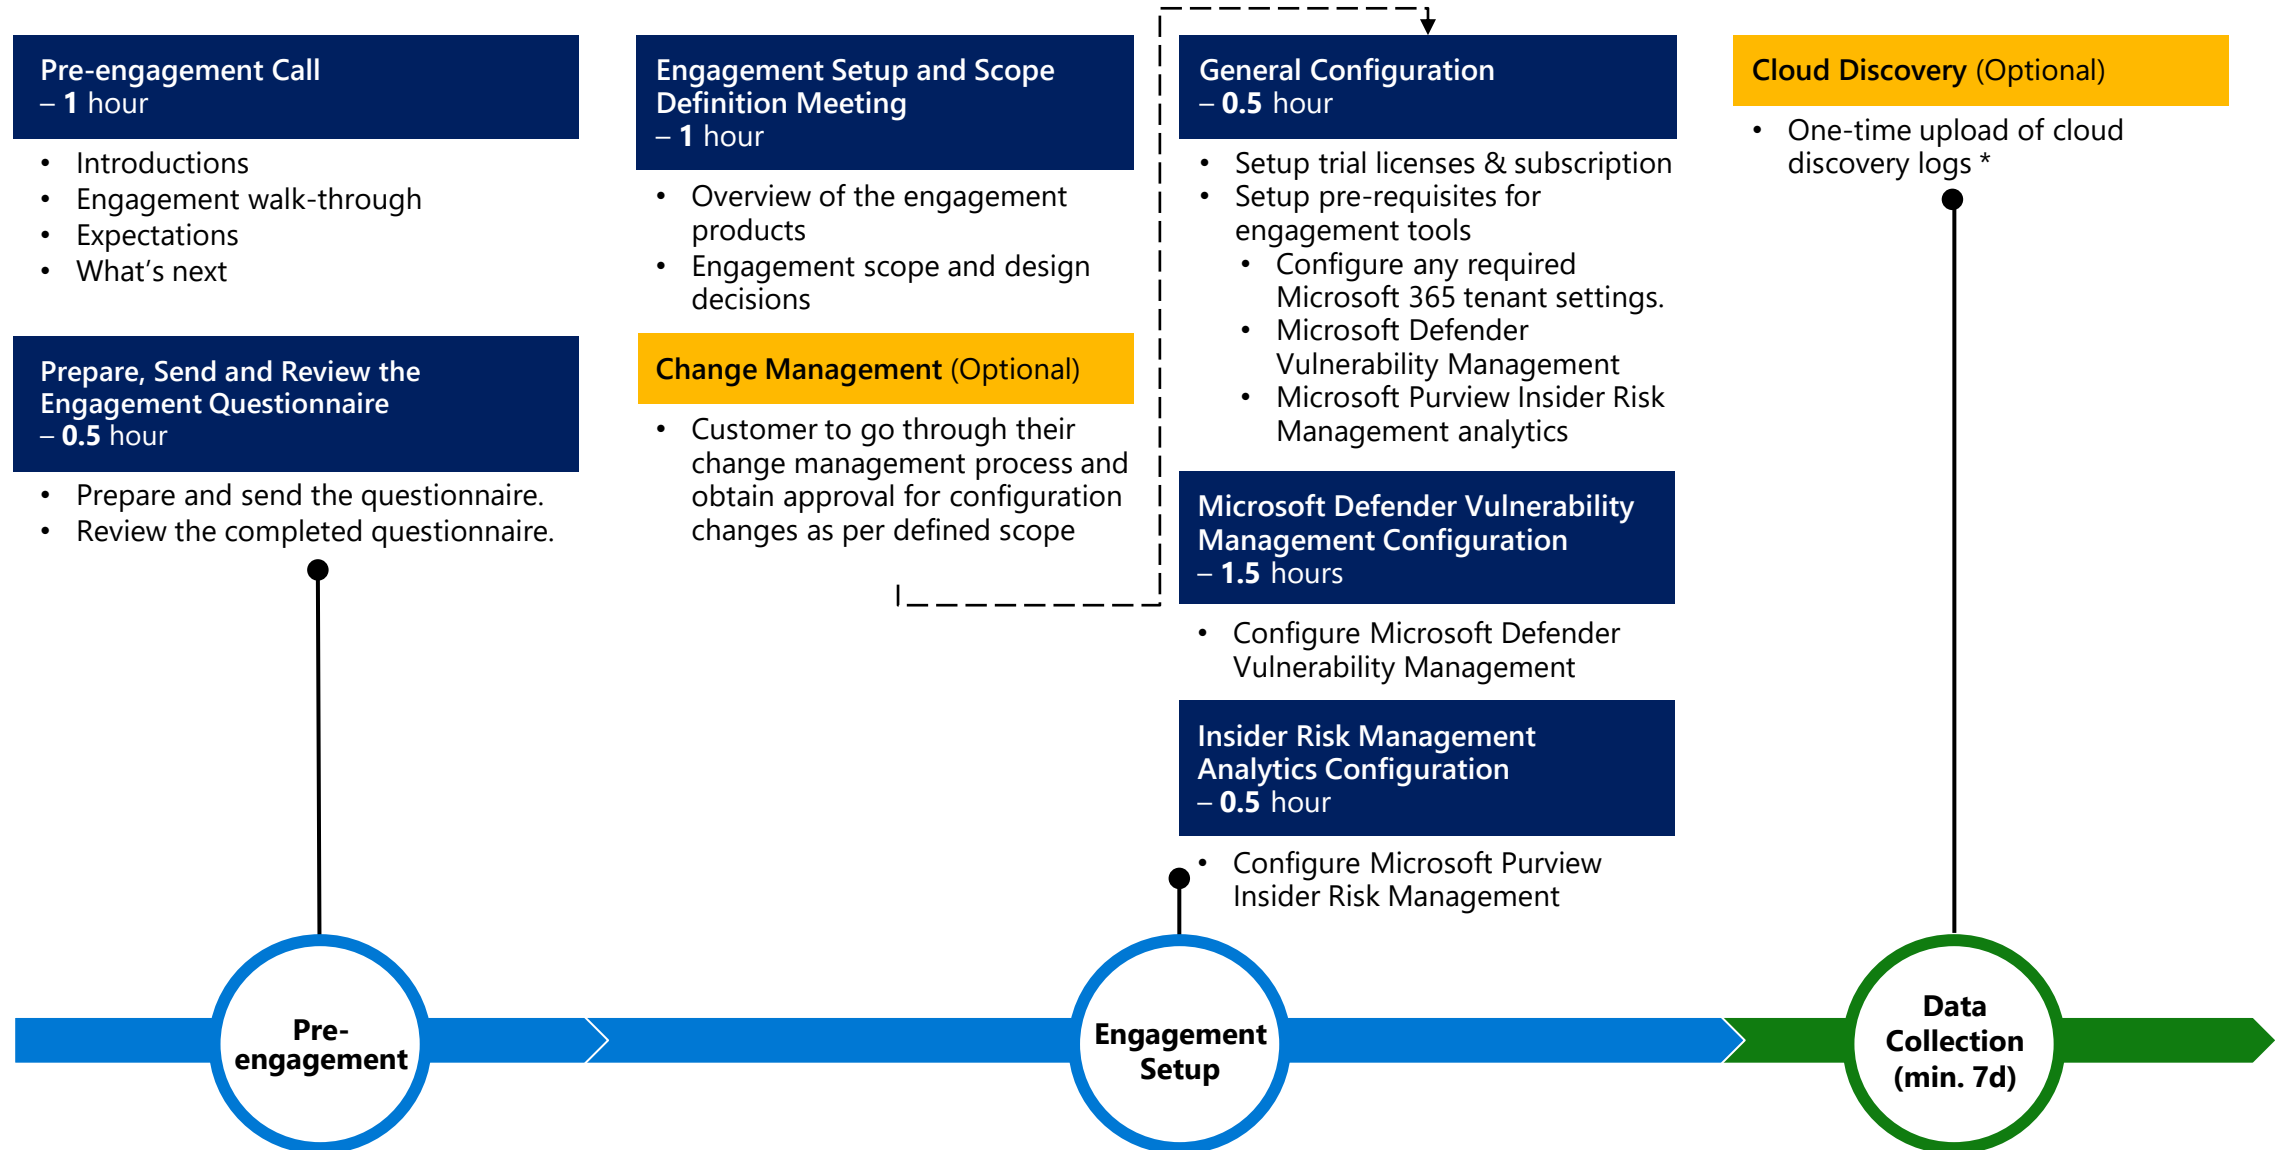 Pre-engagement Call
– 1 hour
• Introductions
• Engagement walk-through
• Expectations
• What's next
Prepare, Send and Review the
Engagement Questionnaire
– 0.5 hour
• Prepare and send the questionnaire.
• Review the completed questionnaire.
Engagement Setup and Scope
Definition Meeting
– 1 hour
• Overview of the engagement
products
• Engagement scope and design
decisions
Change Management (Optional)
• Customer to go through their
change management process and
obtain approval for configuration
changes as per defined scope
General Configuration
– 0.5 hour
• Setup trial licenses & subscription
• Setup pre-requisites for
engagement tools
• Configure any required
Microsoft 365 tenant settings.
• Microsoft Defender
Vulnerability Management
• Microsoft Purview Insider Risk
Management analytics
Microsoft Defender Vulnerability
Management Configuration
– 1.5 hours
• Configure Microsoft Defender
Vulnerability Management
Insider Risk Management
Analytics Configuration
– 0.5 hour
• Configure Microsoft Purview
Insider Risk Management
Cloud Discovery (Optional)
• One-time upload of cloud
discovery logs *
Pre-
engagement
Engagement
Setup
Data
Collection
(min. 7d)